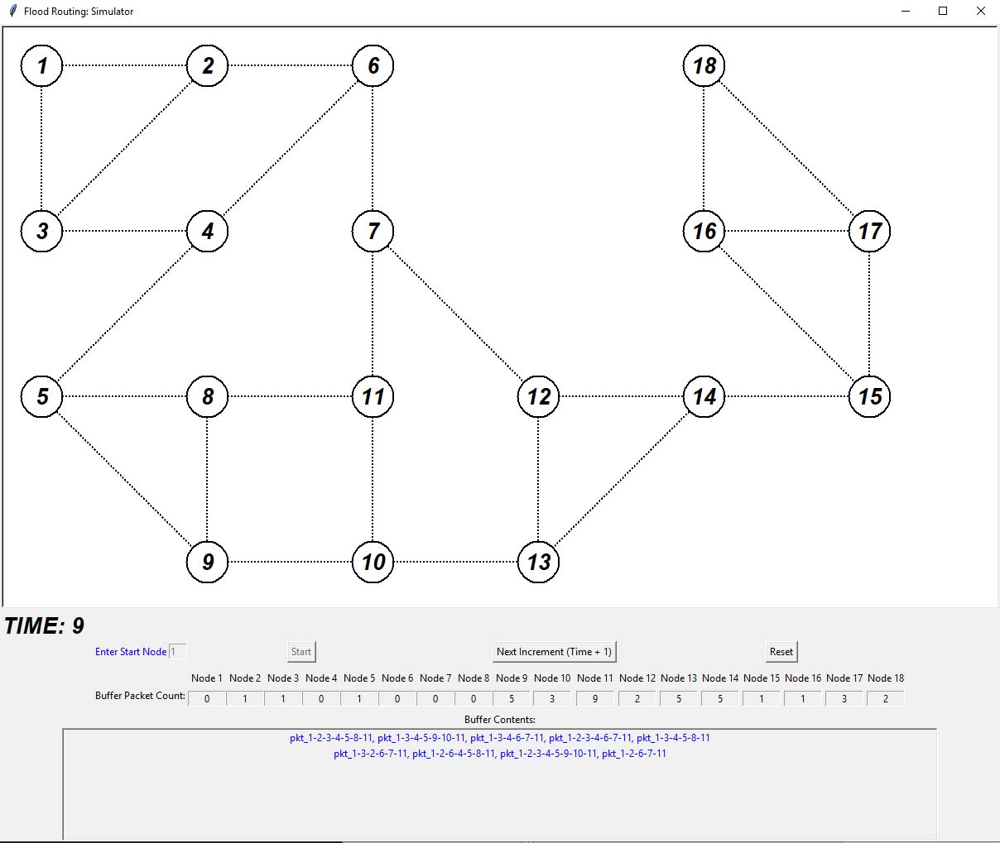 Flood Routing: Simulator
1 2 6 18
3 4 7 16 17
5 8 11 12 14 15
9 10 13
TIME: 9
Enter Start Node 1 Start Next Increment (Time + 1) Reset
Node 1 Node 2 Node 3 Node 4 Node 5 Node 6 Node 7 Node 8 Node 9 Node 10 Node 11 Node 12 Node 13 Node 14 Node 15 Node 16 Node 17 Node 18
Buffer Packet Count: 0 1 1 0 1 0 0 0 5 3 9 2 5 5 1 1 3 2
Buffer Contents:
pkt_1-2-3-4-5-8-11, pkt_1-3-4-5-9-10-11, pkt_1-3-4-6-7-11, pkt_1-2-3-4-6-7-11, pkt_1-3-4-5-8-11
pkt_1-3-2-6-7-11, pkt_1-2-6-4-5-8-11, pkt_1-2-3-4-5-9-10-11, pkt_1-2-6-7-11